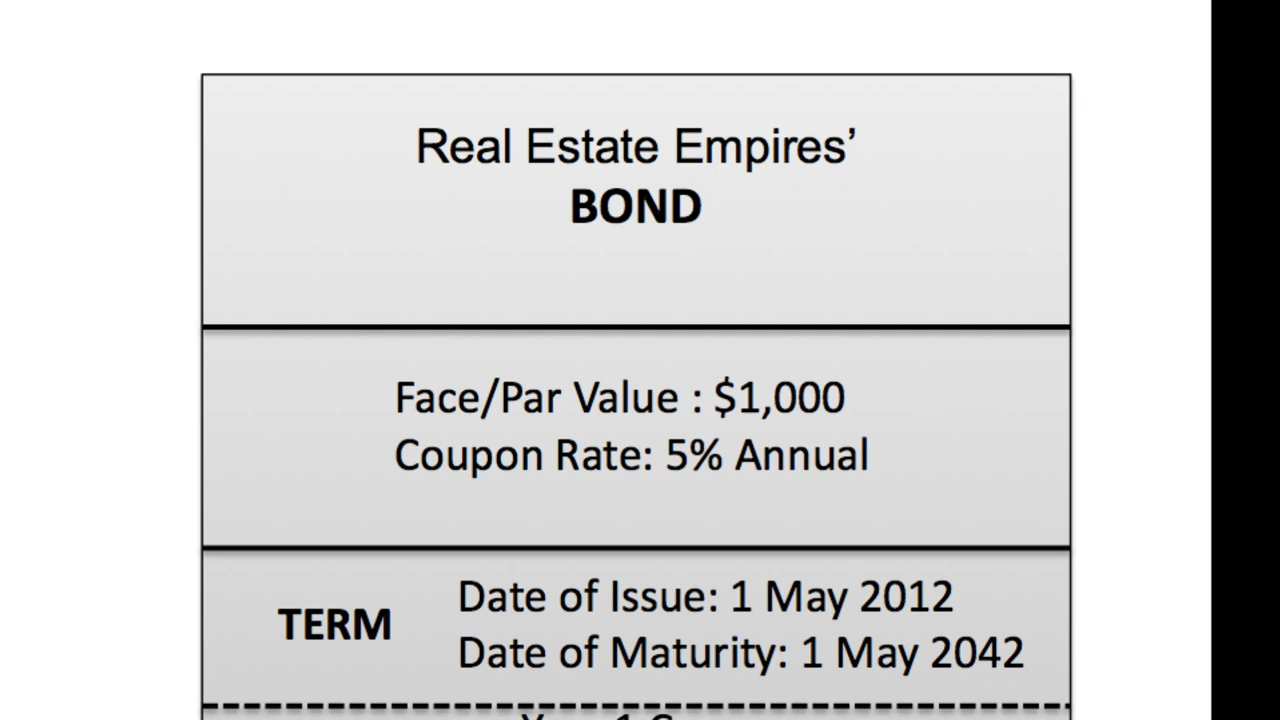 Real Estate Empires’
BOND
Face/Par Value : $1,000
Coupon Rate: 5% Annual
TERM
Date of Issue: 1 May 2012
Date of Maturity: 1 May 2042